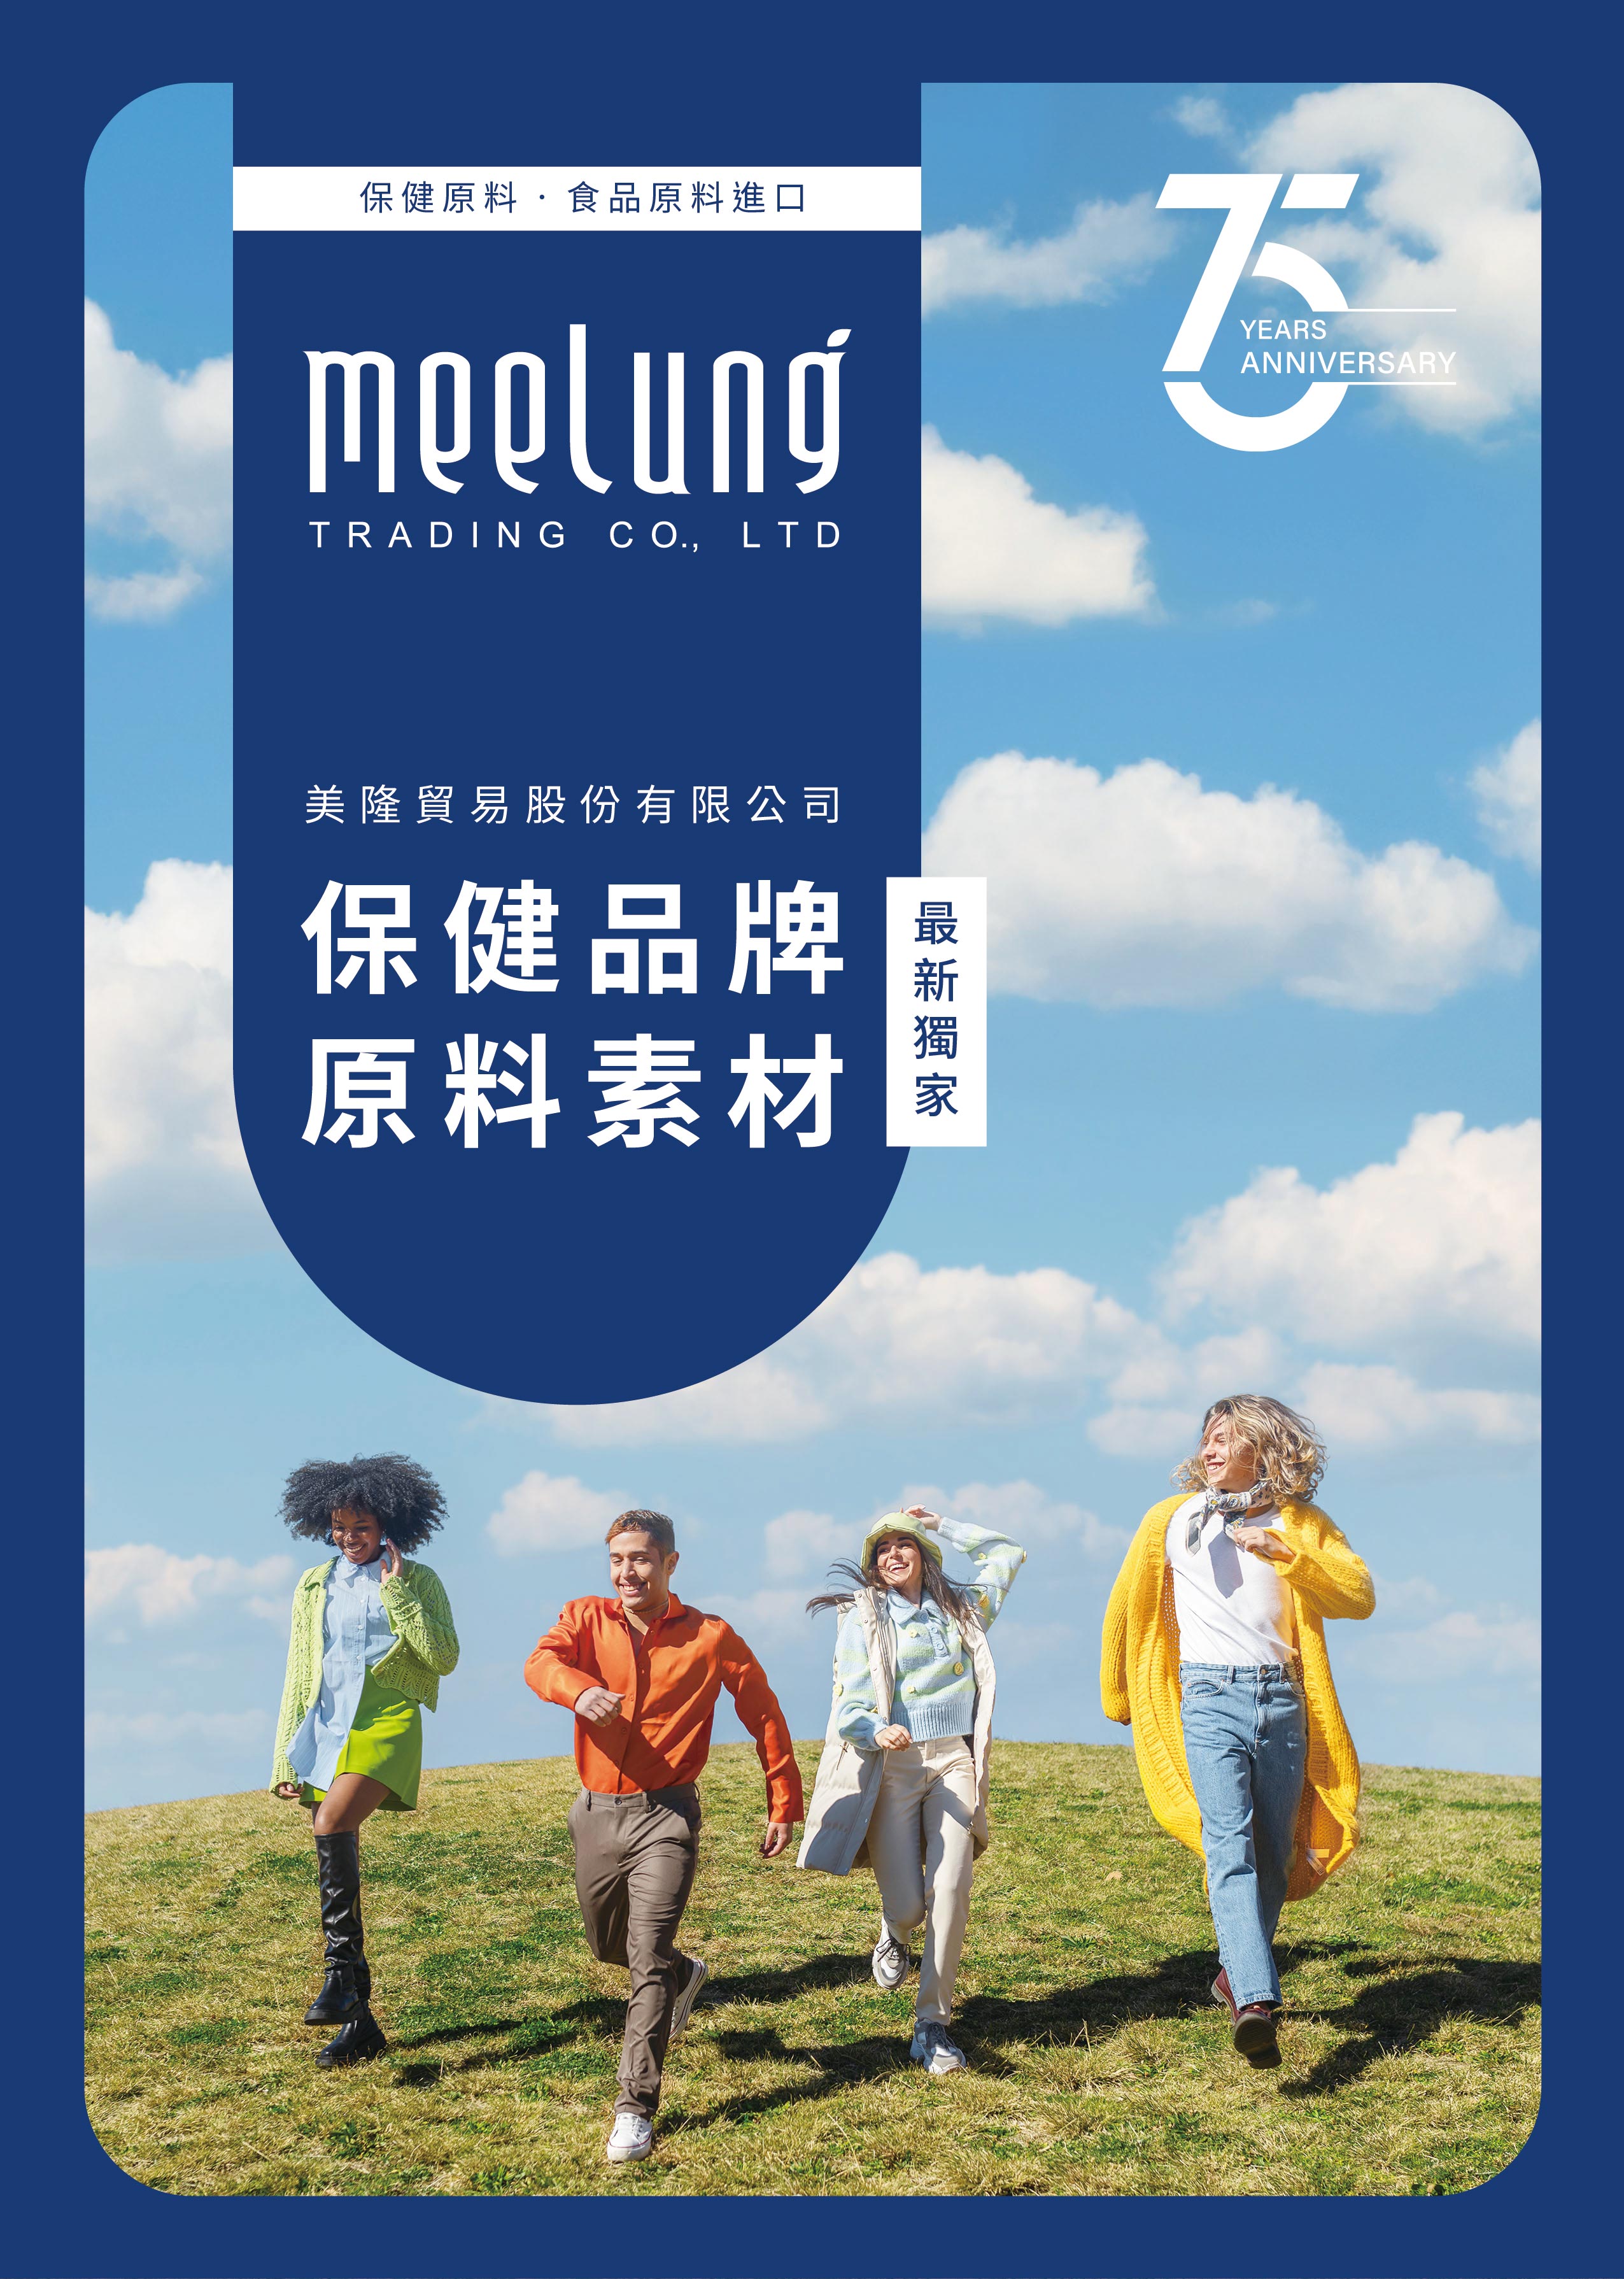 保健原料・食品原料進口
meelung
TRADING CO., LTD
75
YEARS
ANNIVERSARY
美隆貿易股份有限公司
保健品牌
原料素材
最新獨家